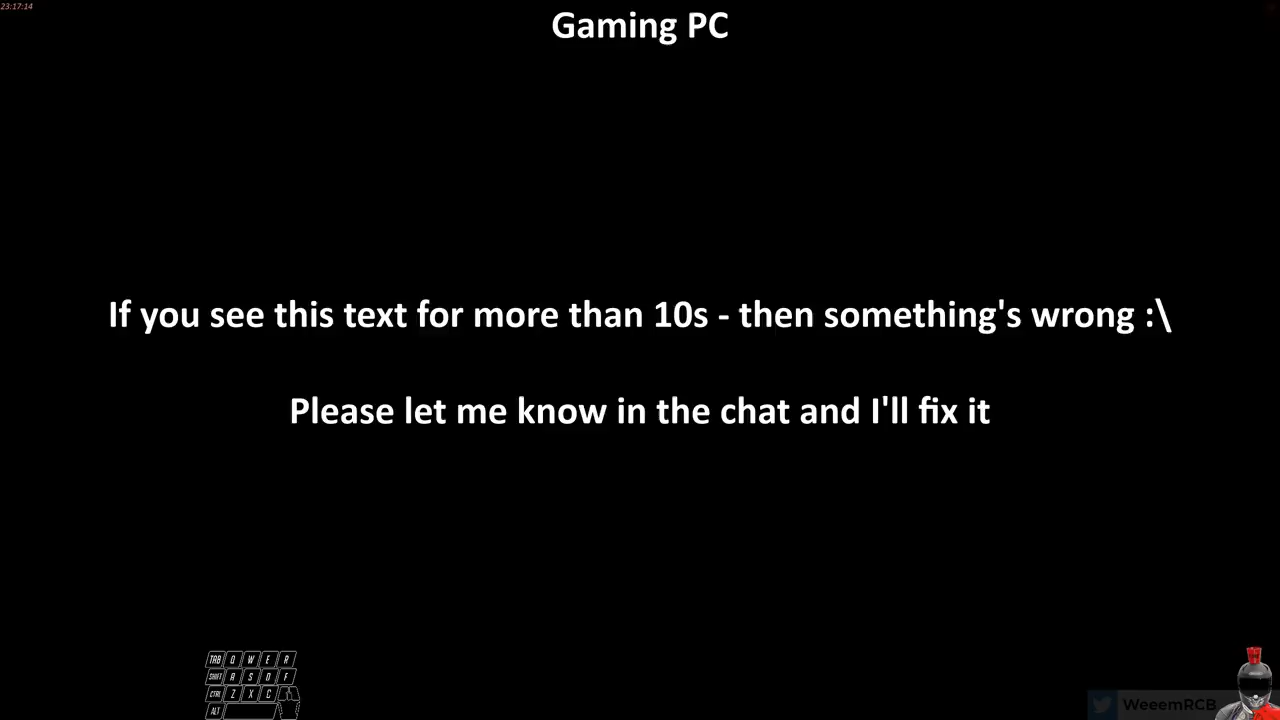 23:17:14
Gaming PC
If you see this text for more than 10s - then something's wrong :\
Please let me know in the chat and I'll fix it
TAB Q W E R
SHIFT A S D F
CTRL Z X C
ALT
WeeemRCB